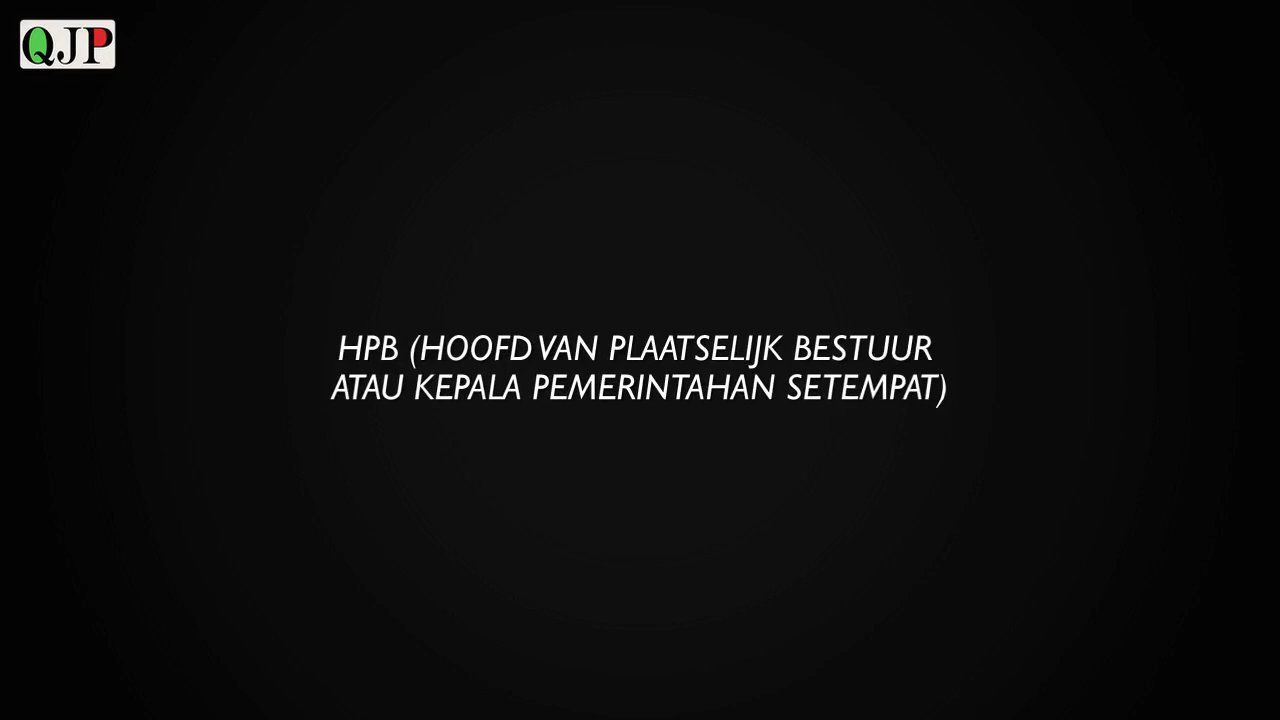 QJP
HPB (HOOFD VAN PLAATSELIJK BESTUUR
ATAU KEPALA PEMERINTAHAN SETEMPAT)